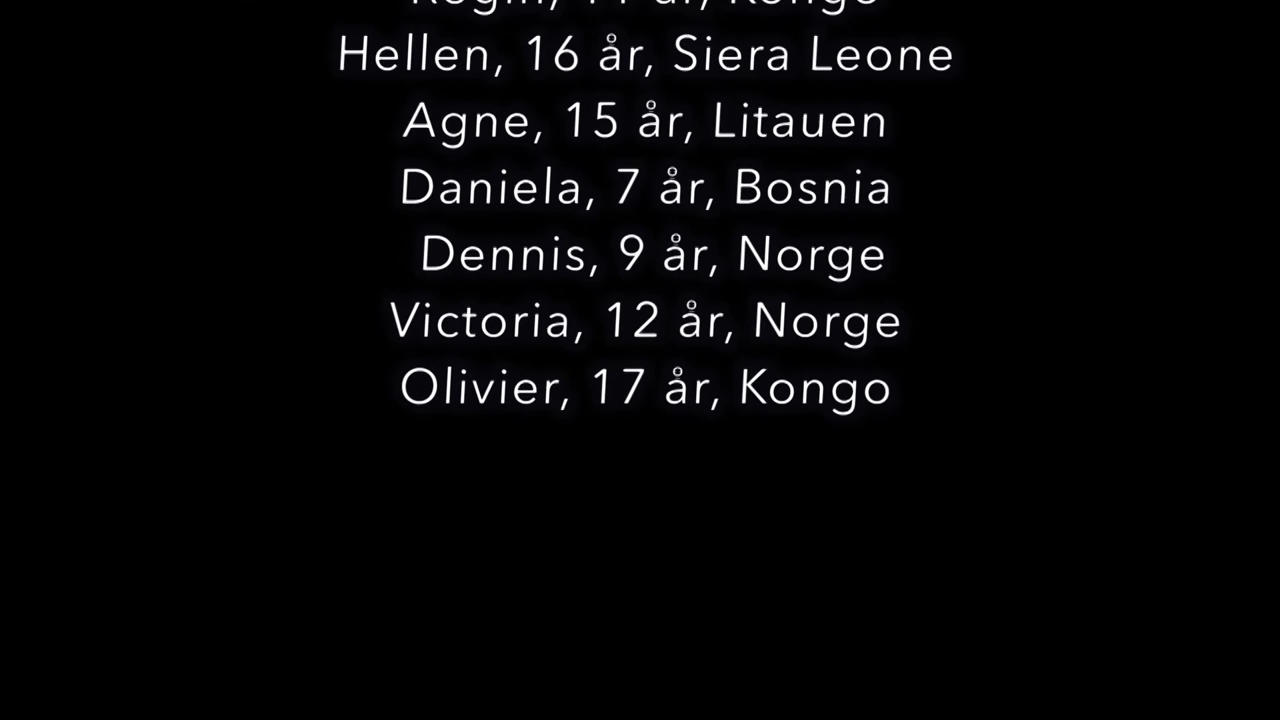 Hellen, 16 år, Siera Leone
Agne, 15 år, Litauen
Daniela, 7 år, Bosnia
Dennis, 9 år, Norge
Victoria, 12 år, Norge
Olivier, 17 år, Kongo